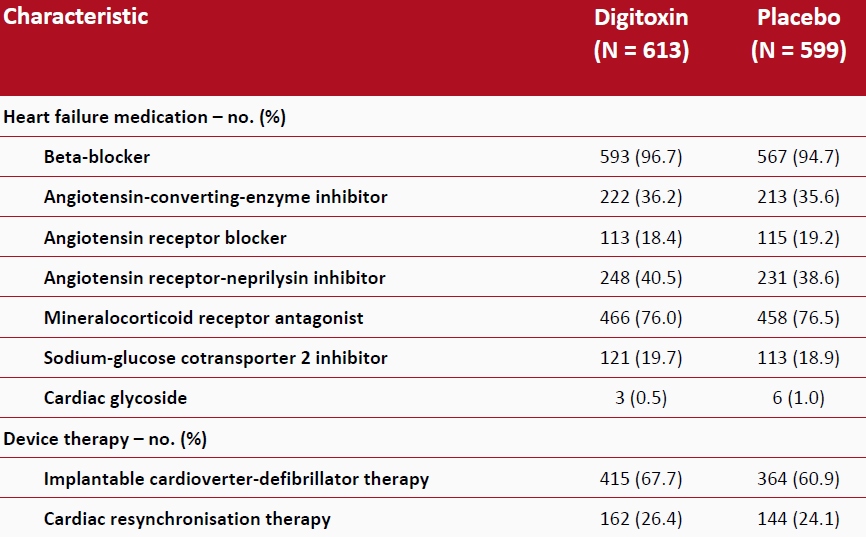 Characteristic Digitoxin Placebo
(N = 613) (N = 599)
Heart failure medication – no. (%)
Beta-blocker 593 (96.7) 567 (94.7)
Angiotensin-converting-enzyme inhibitor 222 (36.2) 213 (35.6)
Angiotensin receptor blocker 113 (18.4) 115 (19.2)
Angiotensin receptor-neprilysin inhibitor 248 (40.5) 231 (38.6)
Mineralocorticoid receptor antagonist 466 (76.0) 458 (76.5)
Sodium-glucose cotransporter 2 inhibitor 121 (19.7) 113 (18.9)
Cardiac glycoside 3 (0.5) 6 (1.0)
Device therapy – no. (%)
Implantable cardioverter-defibrillator therapy 415 (67.7) 364 (60.9)
Cardiac resynchronisation therapy 162 (26.4) 144 (24.1)